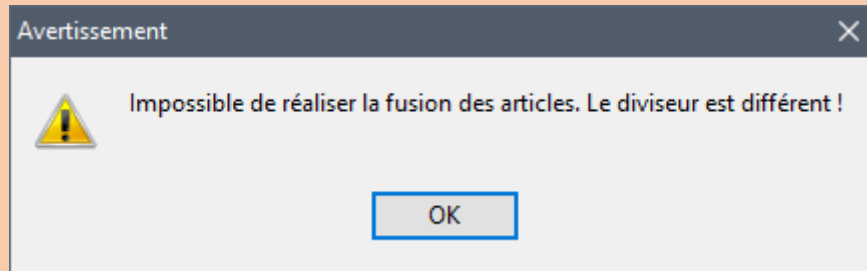 Avertissement
Impossible de réaliser la fusion des articles. Le diviseur est différent !
OK